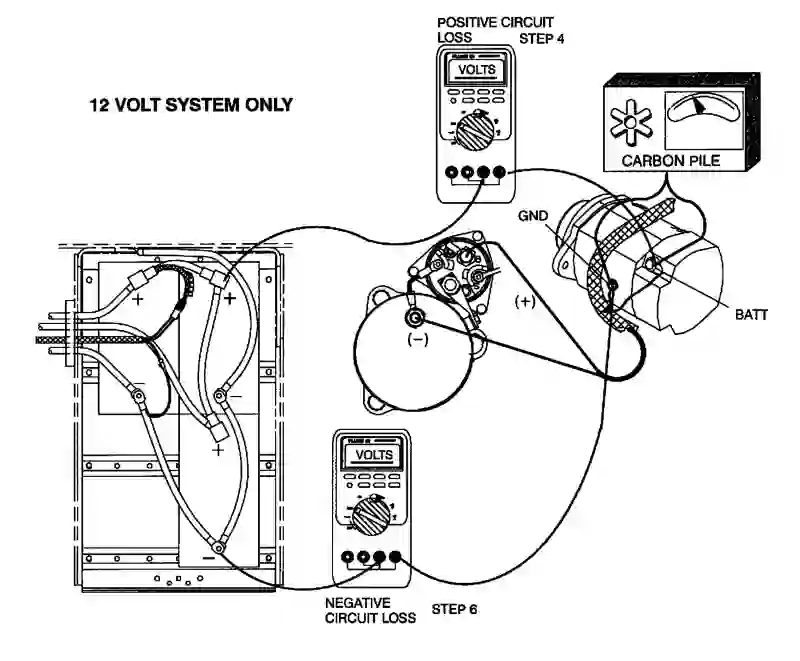 POSITIVE CIRCUIT
LOSS STEP 4
VOLTS
12 VOLT SYSTEM ONLY
CARBON PILE
GND
BATT
+
+
(+)
(−)
−
−
+
−
VOLTS
NEGATIVE
CIRCUIT LOSS STEP 6